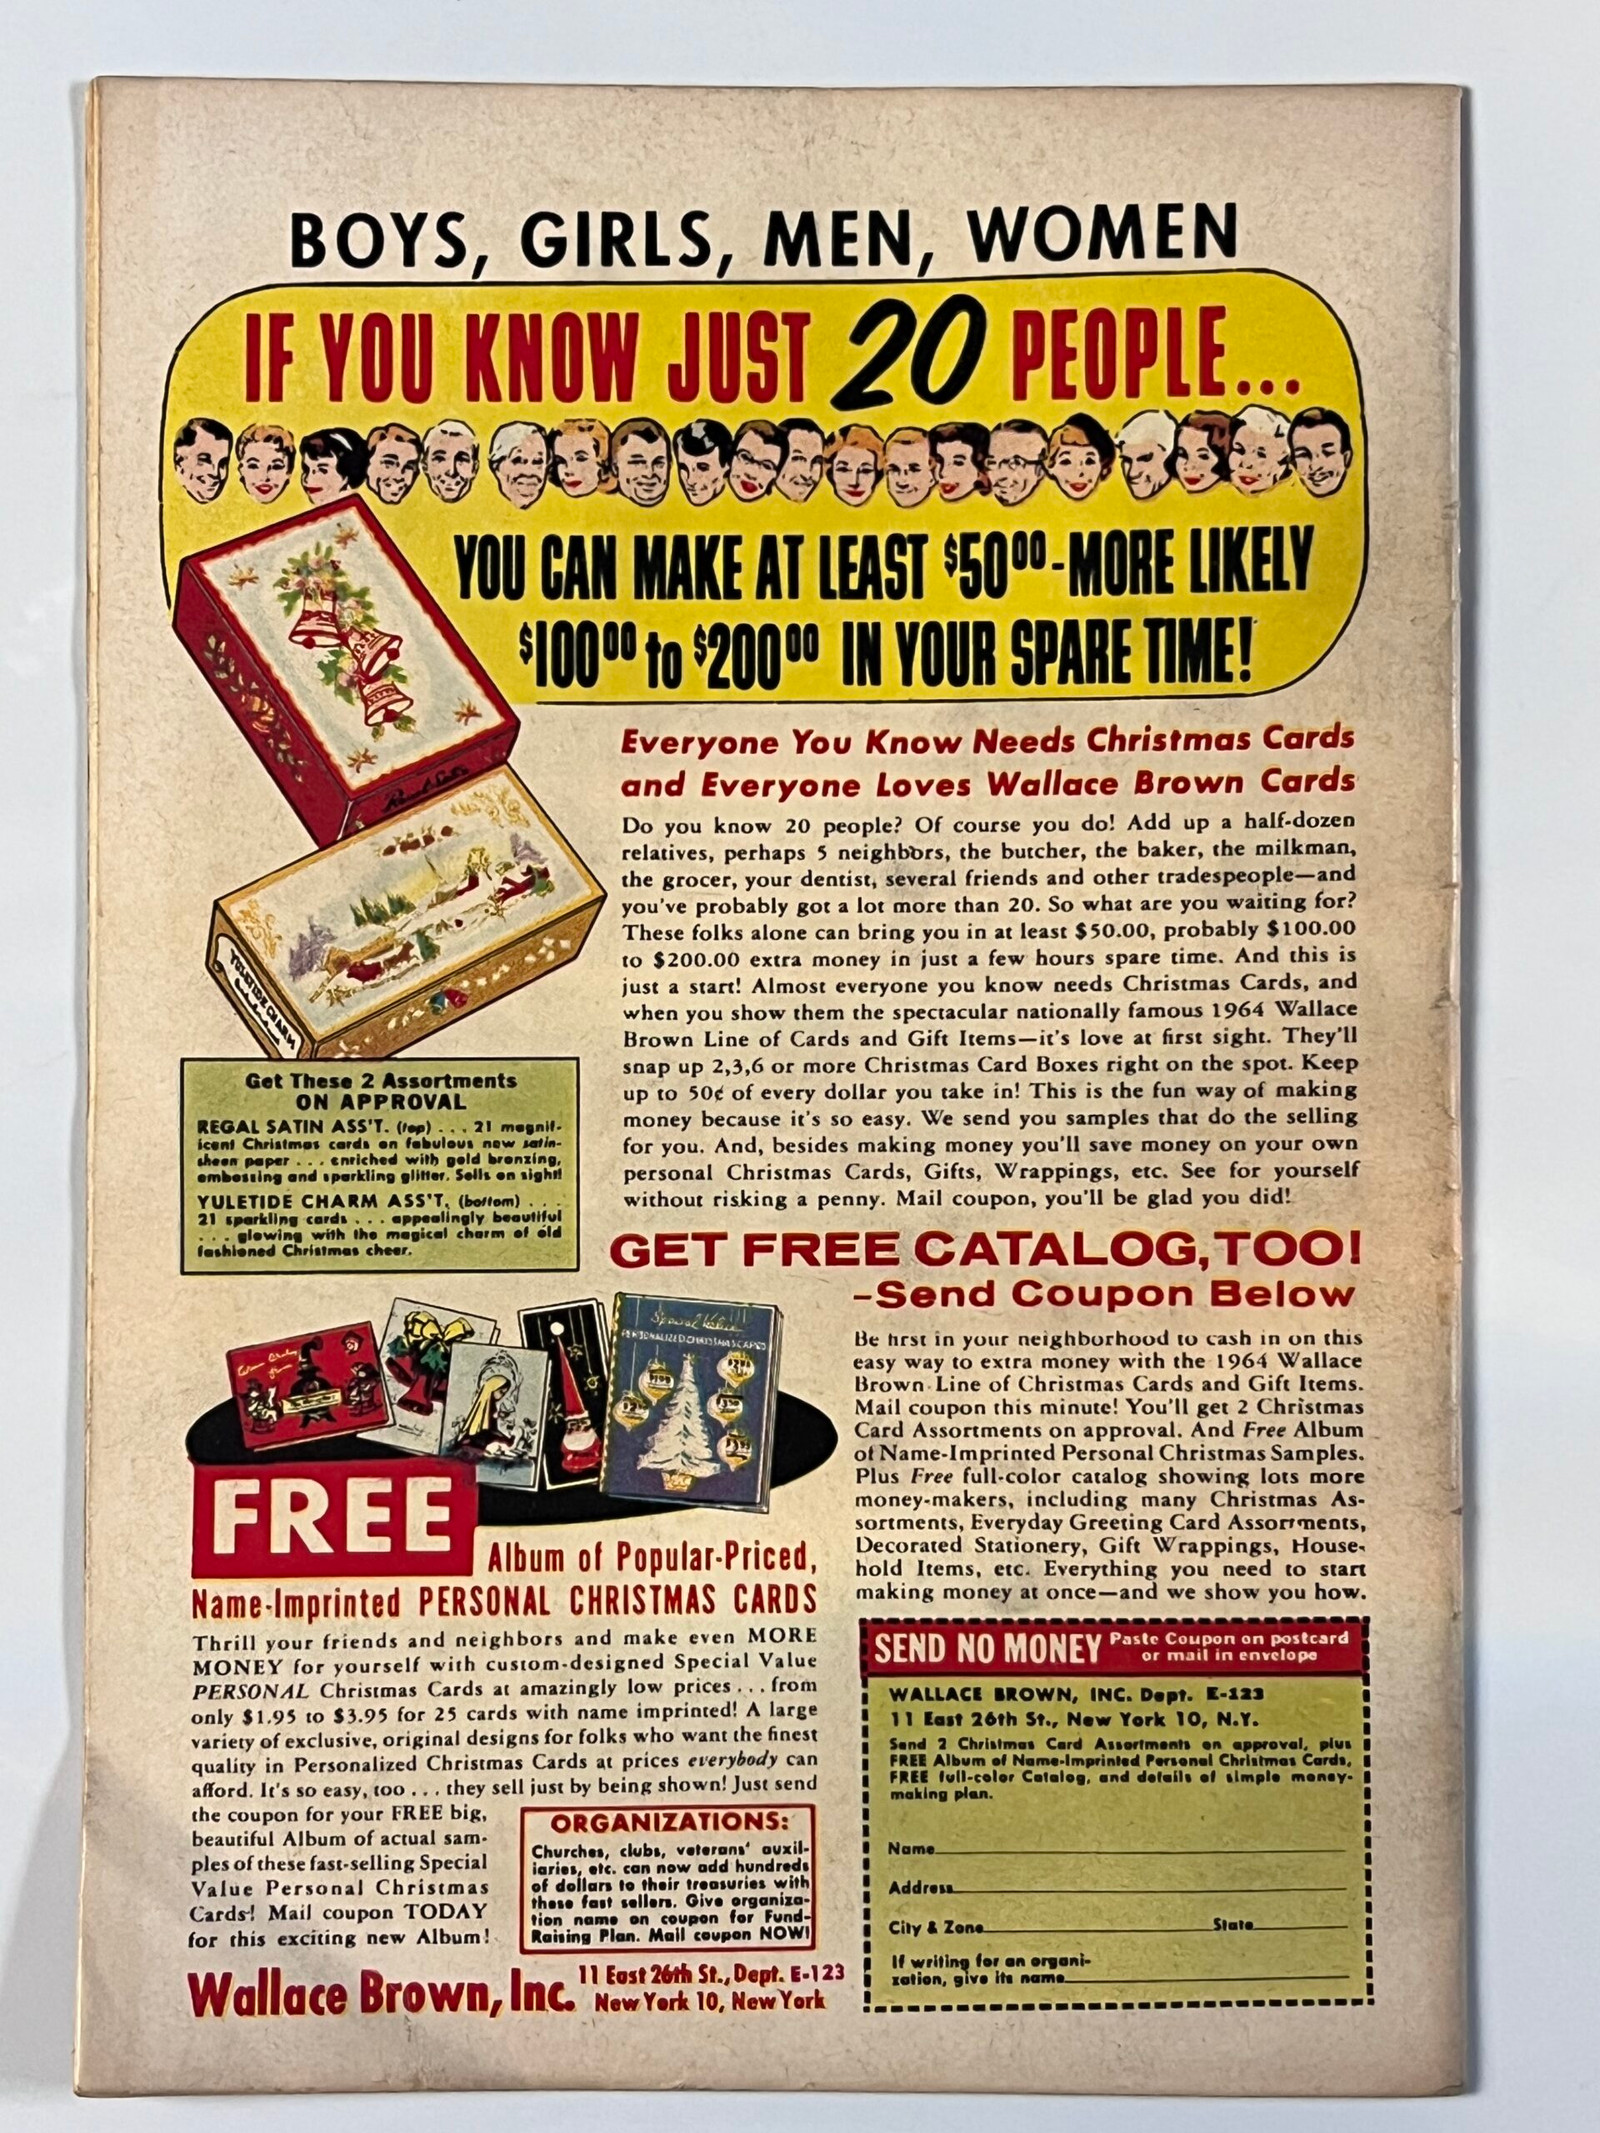 BOYS, GIRLS, MEN, WOMEN
IF YOU KNOW JUST 20 PEOPLE...
YOU CAN MAKE AT LEAST $50⁰⁰-MORE LIKELY
$100⁰⁰ to $200⁰⁰ IN YOUR SPARE TIME!
Regal Satin
YULETIDE CHARM
Everyone You Know Needs Christmas Cards
and Everyone Loves Wallace Brown Cards
Do you know 20 people? Of course you do! Add up a half-dozen
relatives, perhaps 5 neighbors, the butcher, the baker, the milkman,
the grocer, your dentist, several friends and other tradespeople—and
you've probably got a lot more than 20. So what are you waiting for?
These folks alone can bring you in at least $50.00, probably $100.00
to $200.00 extra money in just a few hours spare time. And this is
just a start! Almost everyone you know needs Christmas Cards, and
when you show them the spectacular nationally famous 1964 Wallace
Brown Line of Cards and Gift Items—it's love at first sight. They'll
snap up 2,3,6 or more Christmas Card Boxes right on the spot. Keep
up to 50¢ of every dollar you take in! This is the fun way of making
money because it's so easy. We send you samples that do the selling
for you. And, besides making money you'll save money on your own
personal Christmas Cards, Gifts, Wrappings, etc. See for yourself
without risking a penny. Mail coupon, you'll be glad you did!
Get These 2 Assortments
ON APPROVAL
REGAL SATIN ASS'T. (top) . . . 21 magnif-
icent Christmas cards on fabulous new satin-
sheen paper . . . enriched with gold bronzing,
embossing and sparkling glitter. Sells on sight!
YULETIDE CHARM ASS'T. (bottom) . . .
21 sparkling cards . . . appealingly beautiful
. . . glowing with the magical charm of old
fashioned Christmas cheer.
GET FREE CATALOG, TOO!
–Send Coupon Below
Be first in your neighborhood to cash in on this
easy way to extra money with the 1964 Wallace
Brown Line of Christmas Cards and Gift Items.
Mail coupon this minute! You'll get 2 Christmas
Card Assortments on approval. And Free Album
of Name-Imprinted Personal Christmas Samples.
Plus Free full-color catalog showing lots more
money-makers, including many Christmas As-
sortments, Everyday Greeting Card Assortments,
Decorated Stationery, Gift Wrappings, House-
hold Items, etc. Everything you need to start
making money at once—and we show you how.
Special Value
PERSONALIZED CHRISTMAS CARDS
FREE
Album of Popular-Priced,
Name-Imprinted PERSONAL CHRISTMAS CARDS
Thrill your friends and neighbors and make even MORE
MONEY for yourself with custom-designed Special Value
PERSONAL Christmas Cards at amazingly low prices . . . from
only $1.95 to $3.95 for 25 cards with name imprinted! A large
variety of exclusive, original designs for folks who want the finest
quality in Personalized Christmas Cards at prices everybody can
afford. It's so easy, too . . . they sell just by being shown! Just send
the coupon for your FREE big,
beautiful Album of actual sam-
ples of these fast-selling Special
Value Personal Christmas
Cards! Mail coupon TODAY
for this exciting new Album!
ORGANIZATIONS:
Churches, clubs, veterans' auxil-
iaries, etc. can now add hundreds
of dollars to their treasuries with
these fast sellers. Give organiza-
tion name on coupon for Fund-
Raising Plan. Mail coupon NOW!
Wallace Brown, Inc. 11 East 26th St., Dept. E-123
New York 10, New York
SEND NO MONEY Paste Coupon on postcard
or mail in envelope
WALLACE BROWN, INC. Dept. E-123
11 East 26th St., New York 10, N.Y.
Send 2 Christmas Card Assortments on approval, plus
FREE Album of Name-Imprinted Personal Christmas Cards,
FREE full-color Catalog, and details of simple money-
making plan.
Name
Address
City & Zone State
If writing for an organi-
zation, give its name